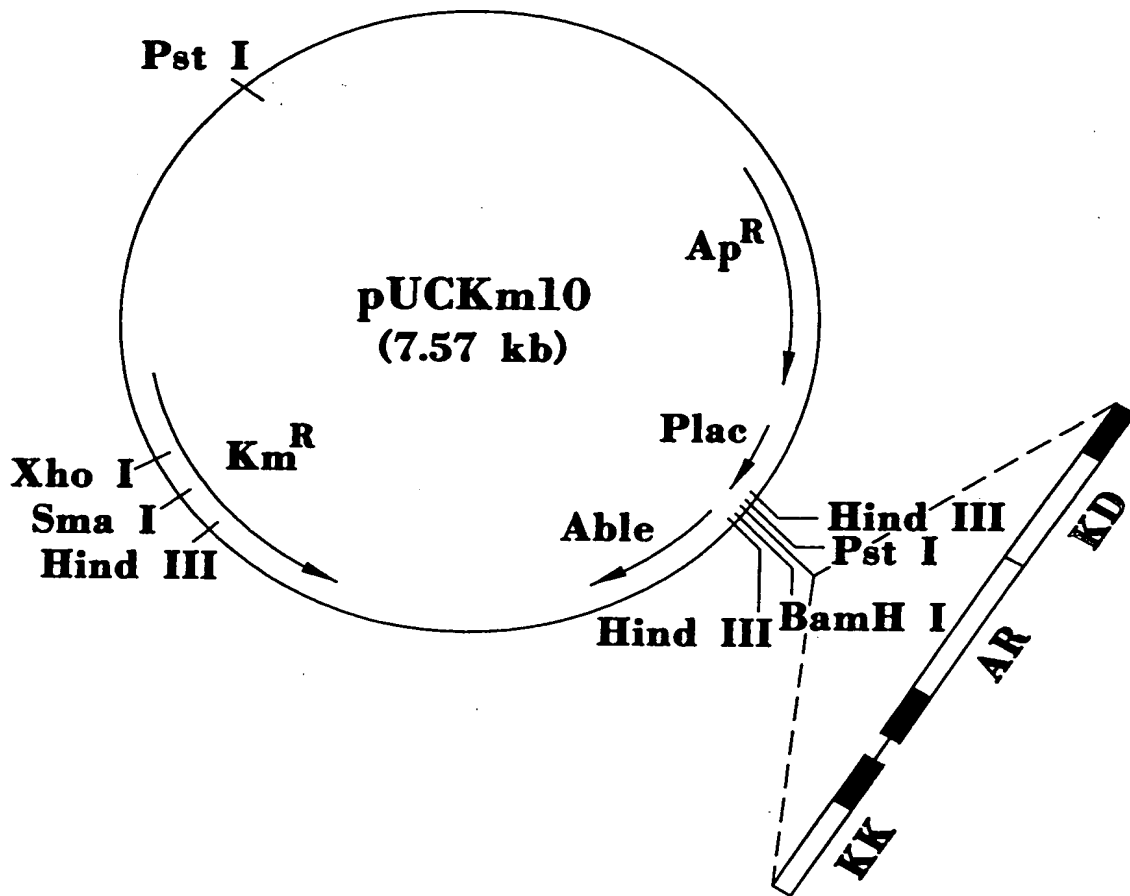 Pst I
Ap^R
pUCKm10
(7.57 kb)
Plac
Km^R
Xho I
Sma I
Hind III
Able
Hind III
Pst I
BamH I
Hind III
KD
AR
KK